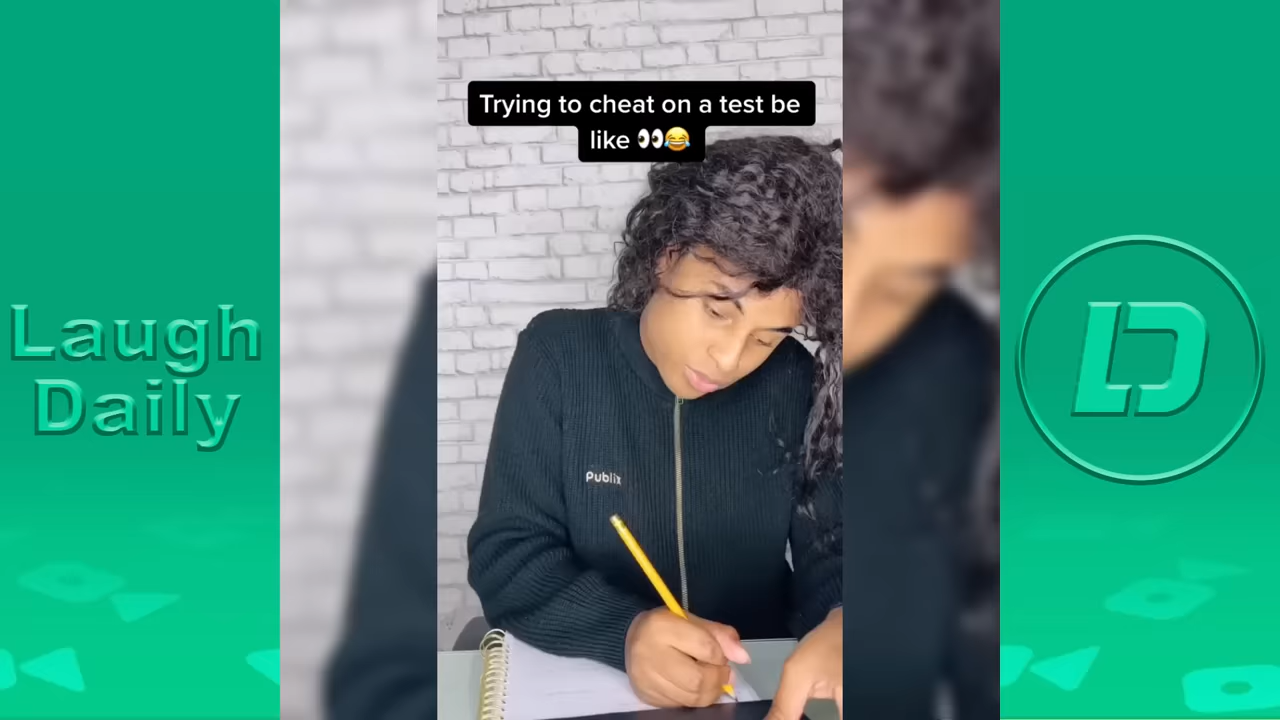 Trying to cheat on a test be
like 👀😂
Laugh
Daily
Publix
LD